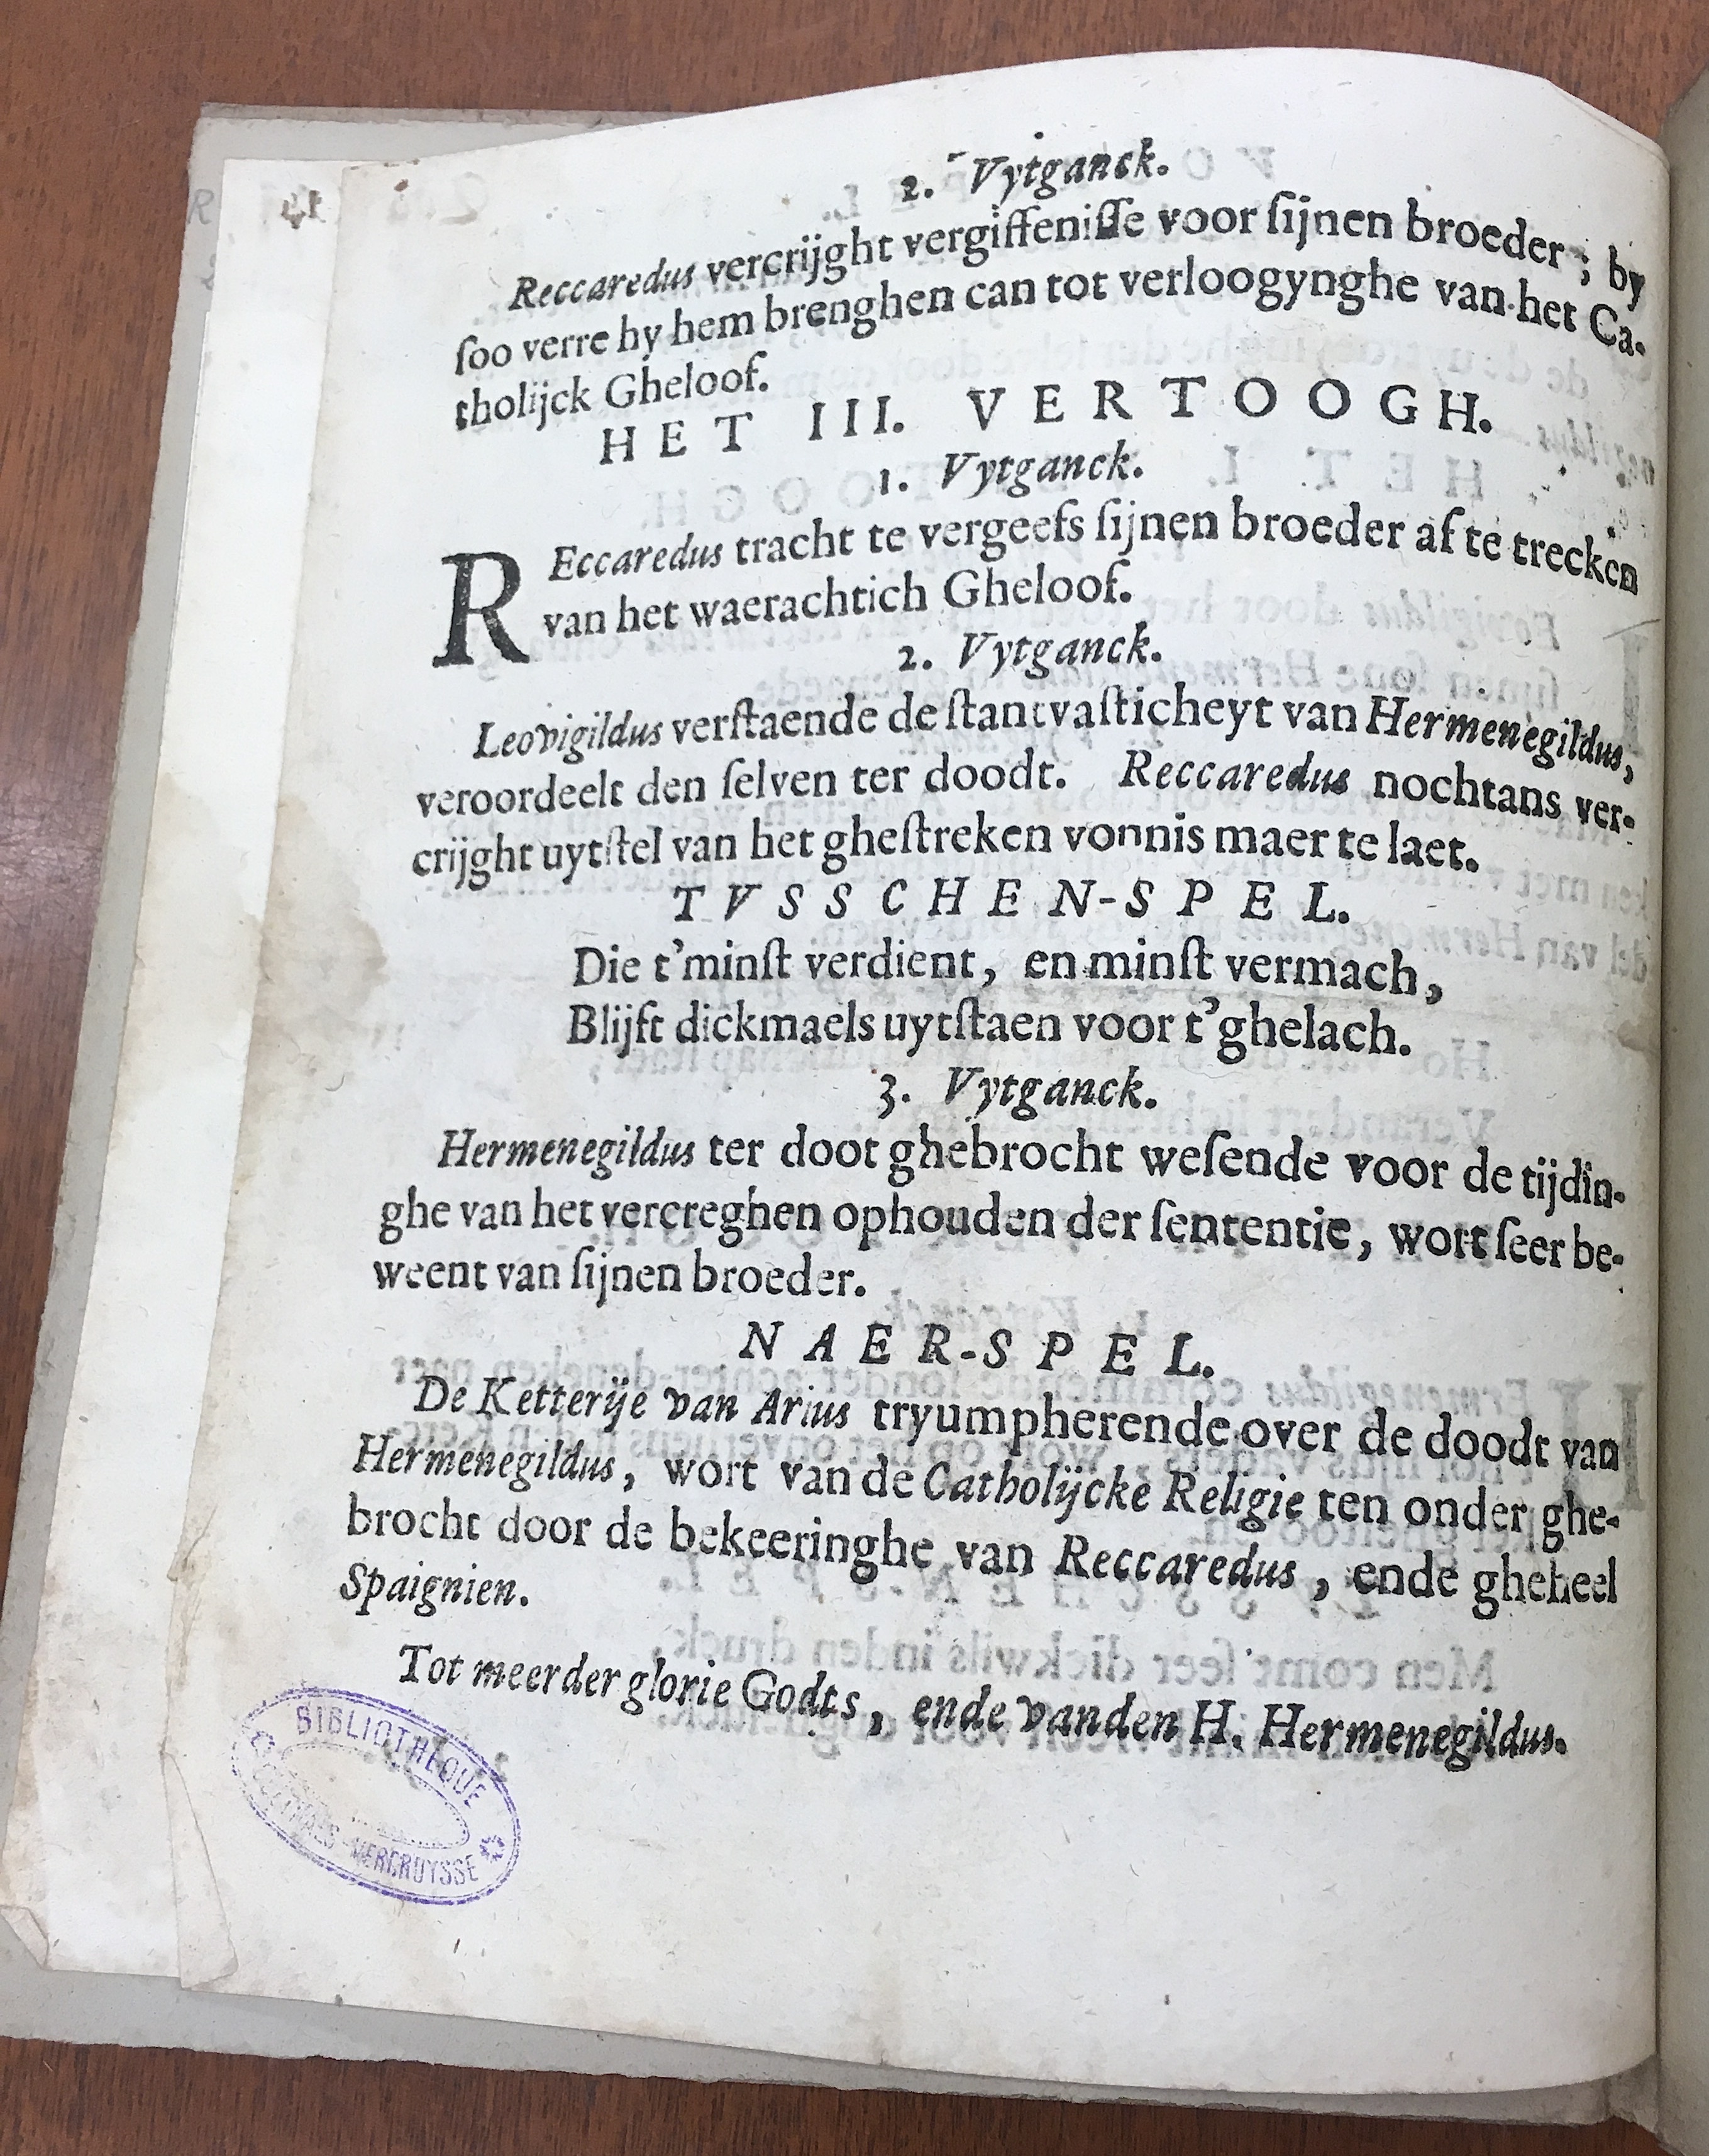 2. Vytganck.
Reccaredus vercrijght vergiffeniſſe voor ſijnen broeder; by
ſoo verre hy hem brenghen can tot verloogynghe van het Ca-
tholijck Gheloof.
HET III. VERTOOGH.
1. Vytganck.
REccaredus tracht te vergeefs ſijnen broeder af te trecken
van het waerachtich Gheloof.
2. Vytganck.
Leovigildus verſtaende de ſtantvaſticheyt van Hermenegildus,
veroordeelt den ſelven ter doodt. Reccaredus nochtans ver-
crijght uytſtel van het gheſtreken vonnis maer te laet.
TVSSCHEN-SPEL.
Die t'minſt verdient, en minſt vermach,
Blijft dickmaels uytſtaen voor t'ghelach.
3. Vytganck.
Hermenegildus ter doot ghebrocht weſende voor de tijdin-
ghe van het vercreghen ophouden der ſententie, wort ſeer be-
weent van ſijnen broeder.
NAER-SPEL.
De Ketterije van Arius tryumpherende over de doodt van
Hermenegildus, wort van de Catholijcke Religie ten onder ghe-
brocht door de bekeeringhe van Reccaredus, ende gheheel
Spaignien.
Tot meerder glorie Godts, ende vanden H. Hermenegildus.
BIBLIOTHEQUE
VERCRUYSSE